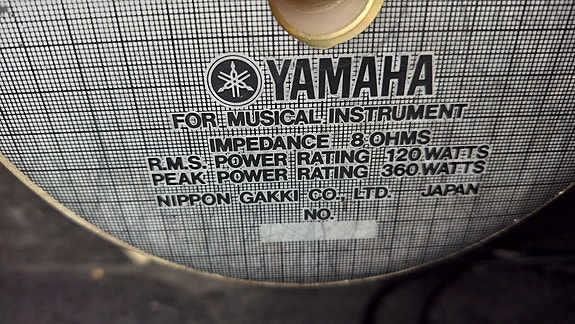 YAMAHA
FOR MUSICAL INSTRUMENT
IMPEDANCE 8 OHMS
R.M.S. POWER RATING 120 WATTS
PEAK POWER RATING 360 WATTS
NIPPON GAKKI CO., LTD. JAPAN
NO.